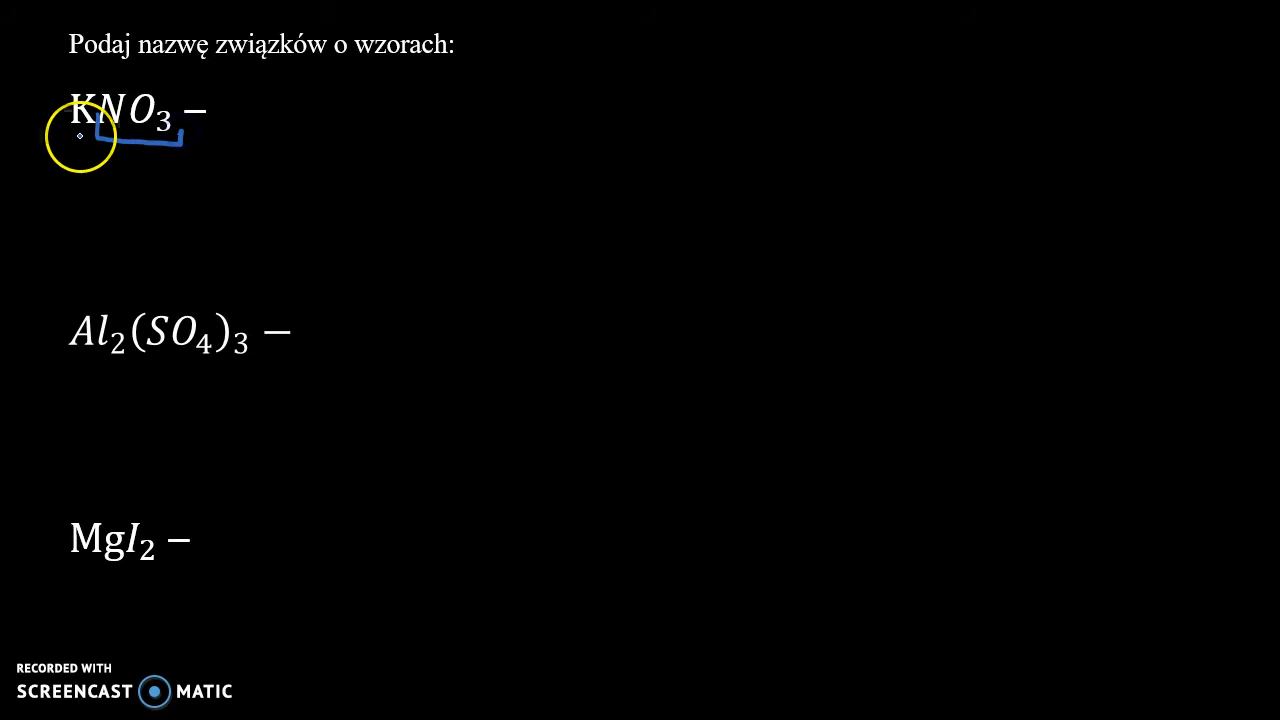 Podaj nazwę związków o wzorach:
KNO₃ –
Al₂(SO₄)₃ –
MgI₂ –
RECORDED WITH
SCREENCAST MATIC